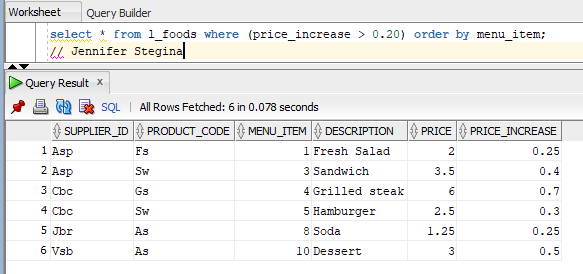 Worksheet Query Builder
select * from l_foods where (price_increase > 0.20) order by menu_item;
// Jennifer Stegina
Query Result x
SQL | All Rows Fetched: 6 in 0.078 seconds
SUPPLIER_ID PRODUCT_CODE MENU_ITEM DESCRIPTION PRICE PRICE_INCREASE
1 Asp Fs 1 Fresh Salad 2 0.25
2 Asp Sw 3 Sandwich 3.5 0.4
3 Cbc Gs 4 Grilled steak 6 0.7
4 Cbc Sw 5 Hamburger 2.5 0.3
5 Jbr As 8 Soda 1.25 0.25
6 Vsb As 10 Dessert 3 0.5